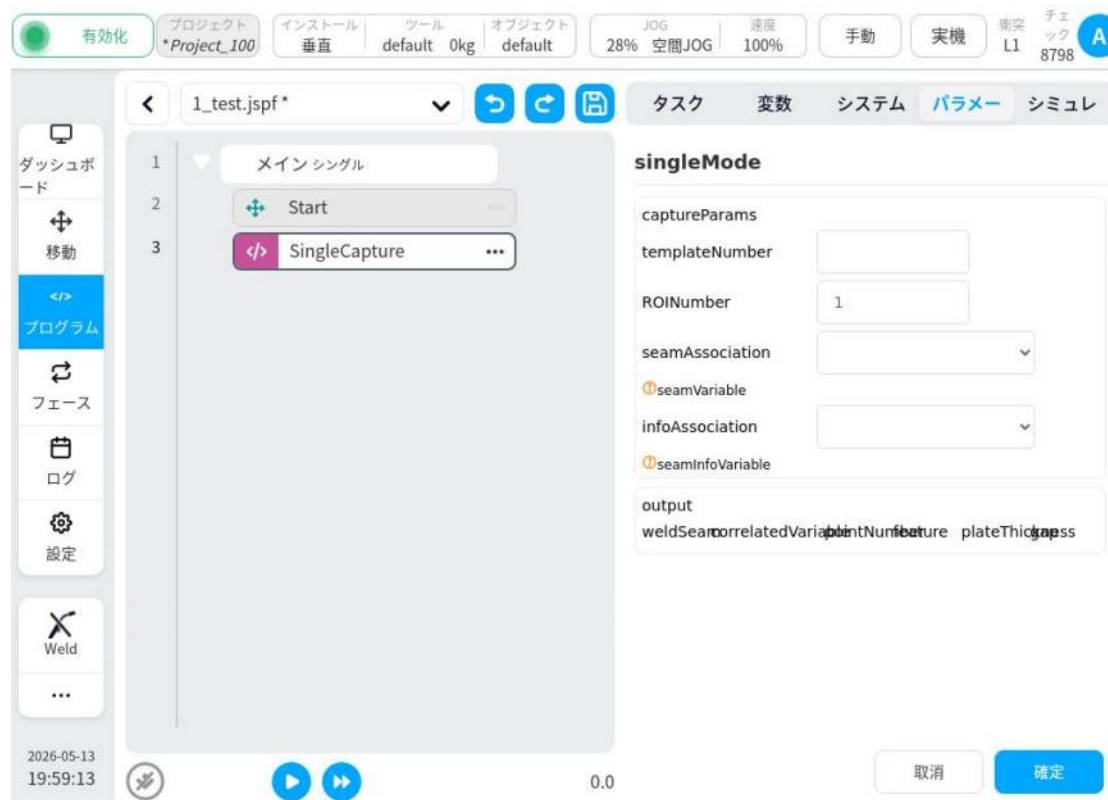 有効化
プロジェクト
*Project_100
インストール
垂直
ツール
default 0kg
オブジェクト
default
JOG
28% 空間JOG
速度
100%
手動
実機
衝突
L1
チェ
ック
8798
A
1_test.jspf *
タスク 変数 システム パラメー シミュレ
ダッシュボ
ード
移動
</>
プログラム
フェース
ログ
設定
Weld
...
2026-05-13
19:59:13
1 メイン シングル
2 Start ...
3 </> SingleCapture ...
0.0
singleMode
captureParams
templateNumber
ROINumber 1
seamAssociation
seamVariable
infoAssociation
seamInfoVariable
output
weldSeam correlatedVariable pointNumber feature plateThickness gap
取消 確定